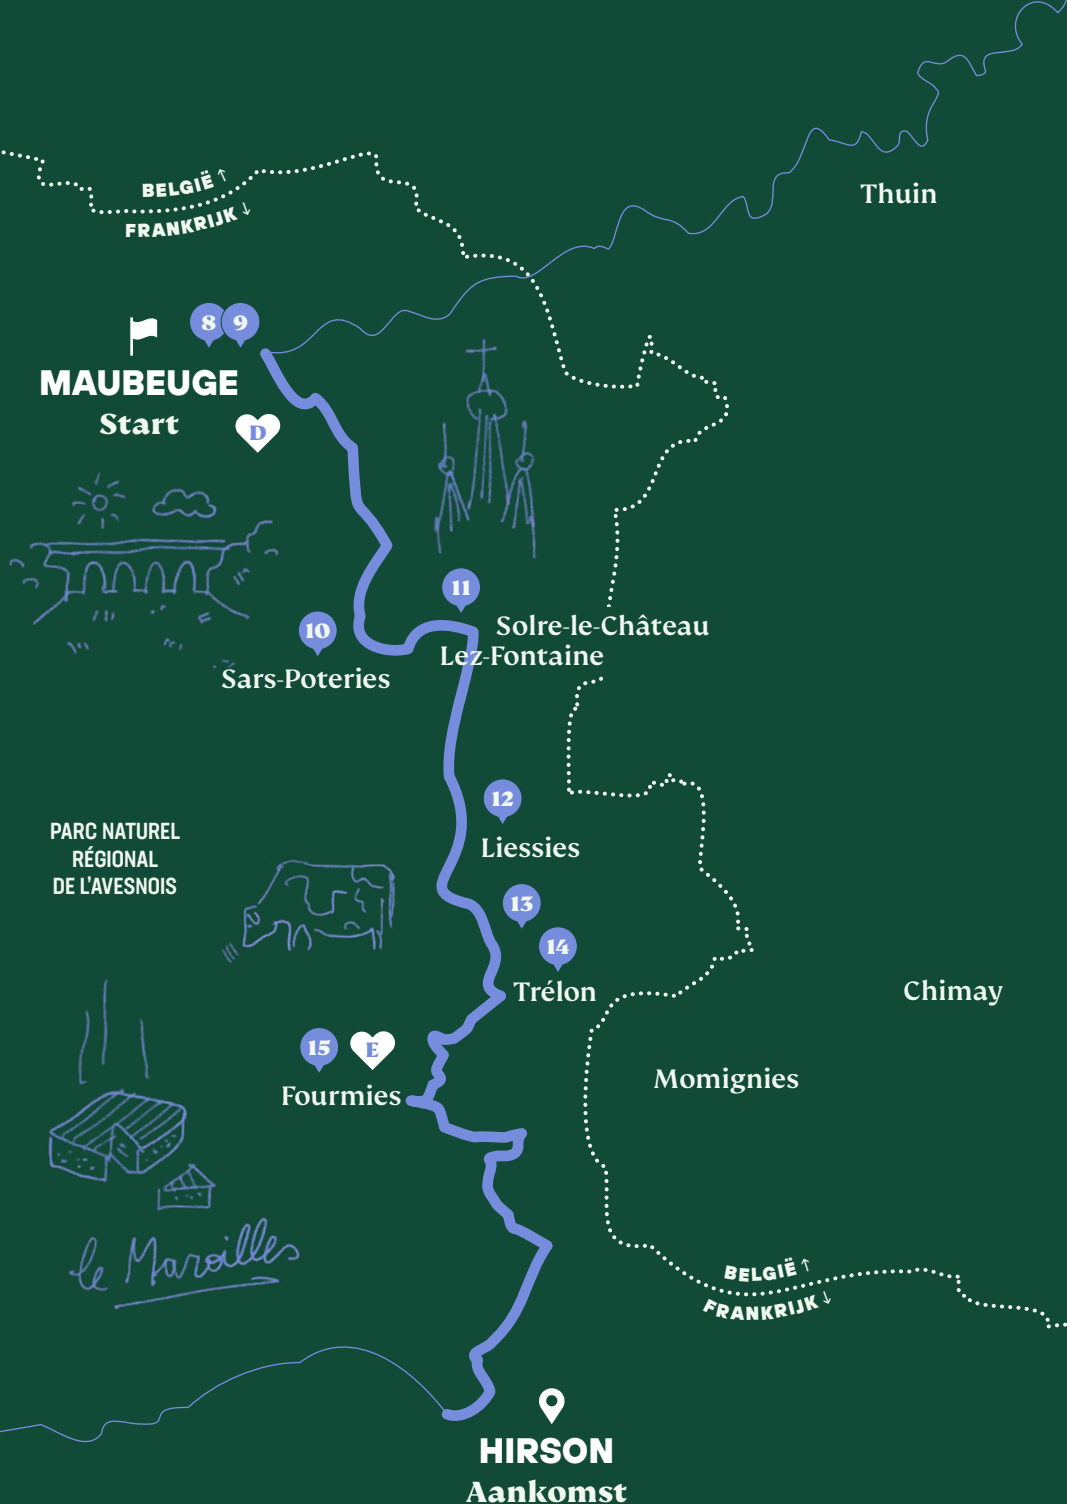 Thuin
BELGIË ↑
FRANKRIJK ↓
8
9
MAUBEUGE
Start
D
11
10
Solre-le-Château
Lez-Fontaine
Sars-Poteries
12
Liessies
PARC NATUREL
RÉGIONAL
DE L'AVESNOIS
13
14
Trélon
Chimay
15
E
Fourmies
Momignies
le Maroilles
BELGIË ↑
FRANKRIJK ↓
HIRSON
Aankomst